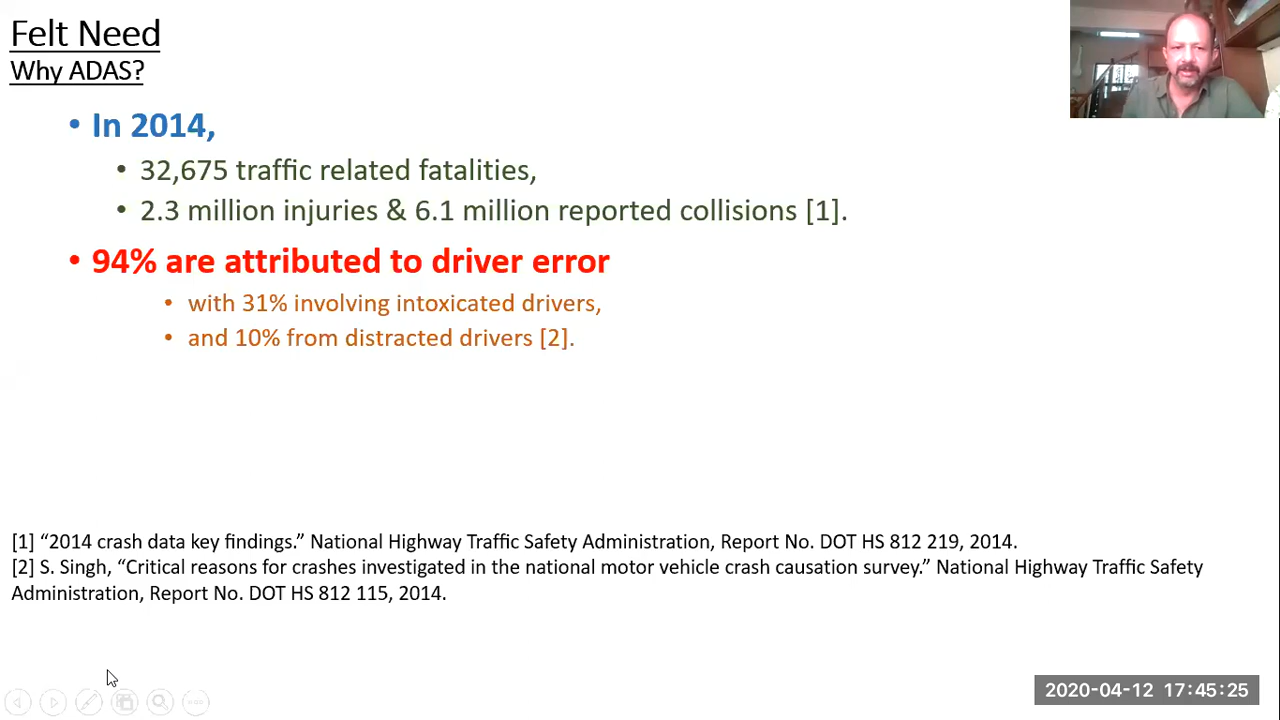 Felt Need
Why ADAS?
• In 2014,
• 32,675 traffic related fatalities,
• 2.3 million injuries & 6.1 million reported collisions [1].
• 94% are attributed to driver error
• with 31% involving intoxicated drivers,
• and 10% from distracted drivers [2].
[1] “2014 crash data key findings.” National Highway Traffic Safety Administration, Report No. DOT HS 812 219, 2014.
[2] S. Singh, “Critical reasons for crashes investigated in the national motor vehicle crash causation survey.” National Highway Traffic Safety
Administration, Report No. DOT HS 812 115, 2014.
2020-04-12 17:45:25